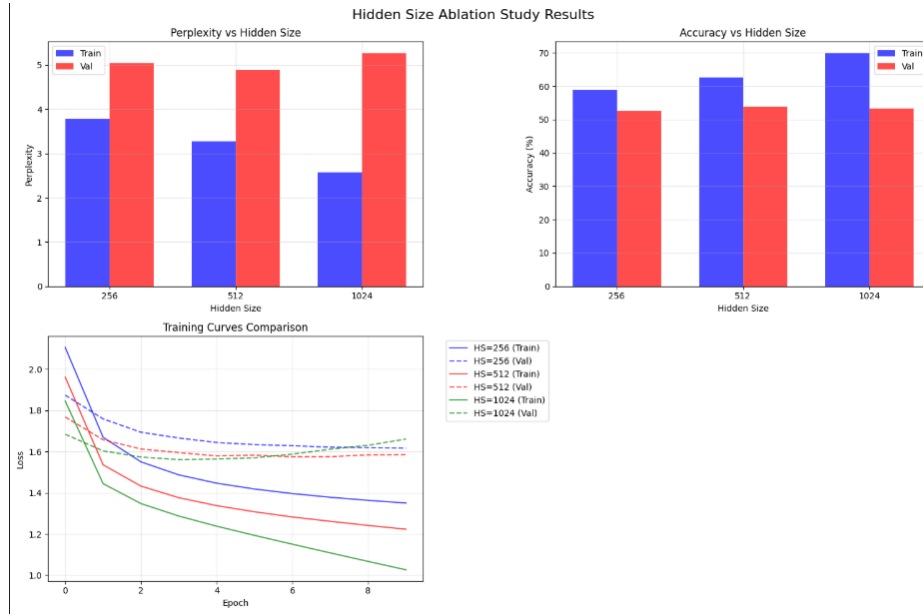 Hidden Size Ablation Study Results
Perplexity vs Hidden Size
Train
Val
5
4
3
2
1
0
Perplexity
256
512
1024
Hidden Size
Accuracy vs Hidden Size
Train
Val
70
60
50
40
30
20
10
0
Accuracy (%)
256
512
1024
Hidden Size
Training Curves Comparison
2.0
1.8
1.6
1.4
1.2
1.0
Loss
0
2
4
6
8
Epoch
HS=256 (Train)
HS=256 (Val)
HS=512 (Train)
HS=512 (Val)
HS=1024 (Train)
HS=1024 (Val)